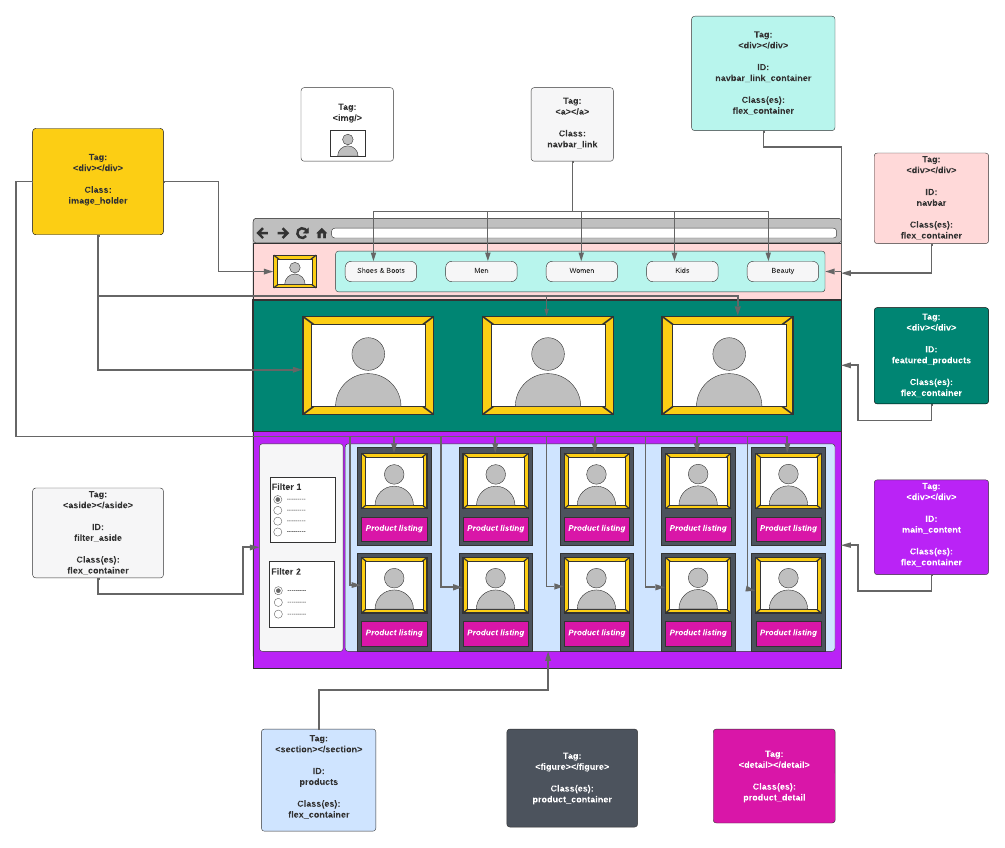 Tag:
<div></div>
ID:
navbar_link_container
Class(es):
flex_container
Tag:
<img/>
Tag:
<a></a>
Class:
navbar_link
Tag:
<div></div>
Class:
image_holder
Tag:
<div></div>
ID:
navbar
Class(es):
flex_container
Shoes & Boots
Men
Women
Kids
Beauty
Tag:
<div></div>
ID:
featured_products
Class(es):
flex_container
Filter 1
---------
---------
---------
---------
Filter 2
---------
---------
---------
Product listing
Product listing
Product listing
Product listing
Product listing
Product listing
Product listing
Product listing
Product listing
Product listing
Tag:
<aside></aside>
ID:
filter_aside
Class(es):
flex_container
Tag:
<div></div>
ID:
main_content
Class(es):
flex_container
Tag:
<section></section>
ID:
products
Class(es):
flex_container
Tag:
<figure></figure>
Class(es):
product_container
Tag:
<detail></detail>
Class(es):
product_detail